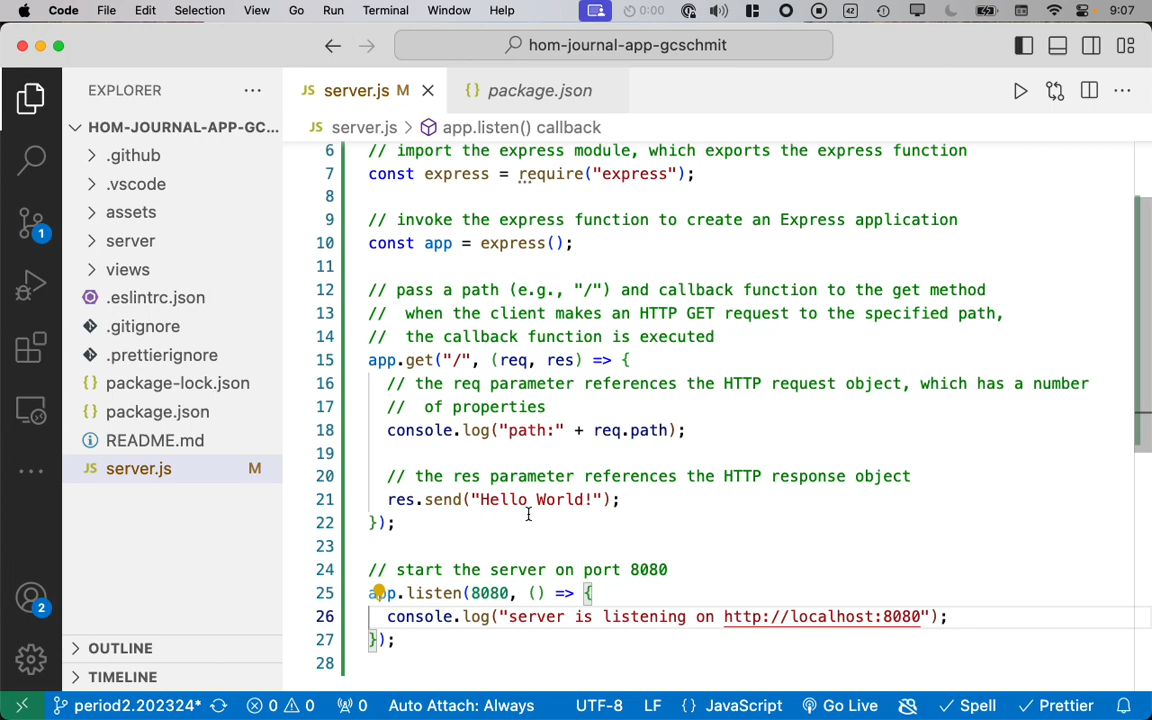 Code File Edit Selection View Go Run Terminal Window Help 0:00 42 9:07
hom-journal-app-gcschmit
EXPLORER
JS server.js M
{} package.json
JS server.js > app.listen() callback
HOM-JOURNAL-APP-GC...
.github
.vscode
assets
server
views
.eslintrc.json
.gitignore
.prettierignore
{} package-lock.json
{} package.json
README.md
JS server.js M
OUTLINE
TIMELINE
1
2
6 // import the express module, which exports the express function
7 const express = require("express");
8
9 // invoke the express function to create an Express application
10 const app = express();
11
12 // pass a path (e.g., "/") and callback function to the get method
13 //  when the client makes an HTTP GET request to the specified path,
14 //  the callback function is executed
15 app.get("/", (req, res) => {
16   // the req parameter references the HTTP request object, which has a number
17   //  of properties
18   console.log("path:" + req.path);
19
20   // the res parameter references the HTTP response object
21   res.send("Hello World!");
22 });
23
24 // start the server on port 8080
25 app.listen(8080, () => {
26   console.log("server is listening on http://localhost:8080");
27 });
28
period2.202324* 0 0 0 Auto Attach: Always UTF-8 LF {} JavaScript Go Live Spell Prettier